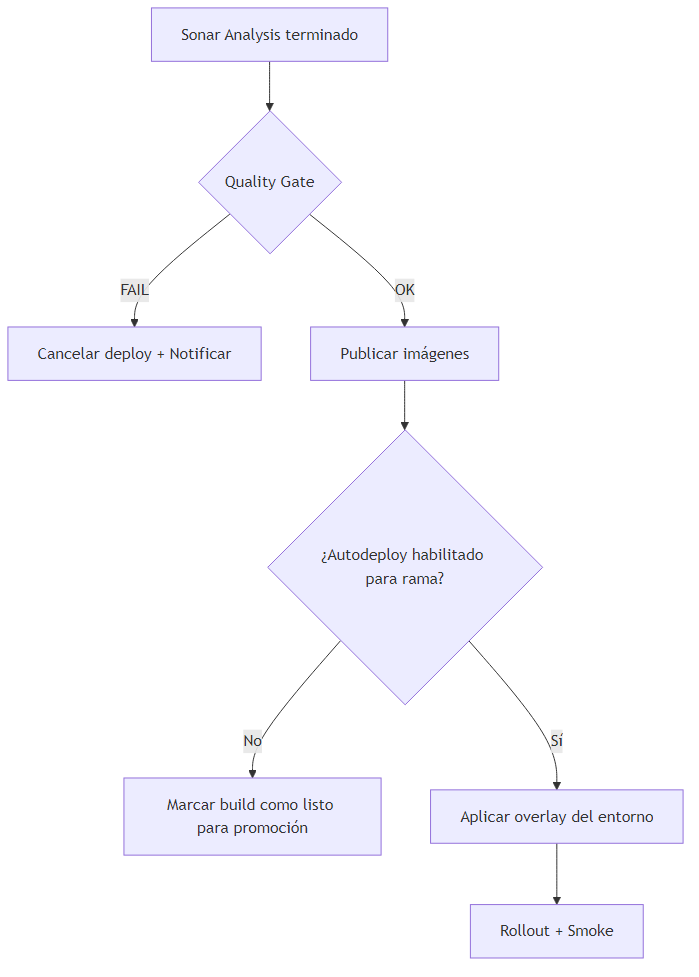 Sonar Analysis terminado
Quality Gate
FAIL
OK
Cancelar deploy + Notificar
Publicar imágenes
¿Autodeploy habilitado
para rama?
No
Sí
Marcar build como listo
para promoción
Aplicar overlay del entorno
Rollout + Smoke